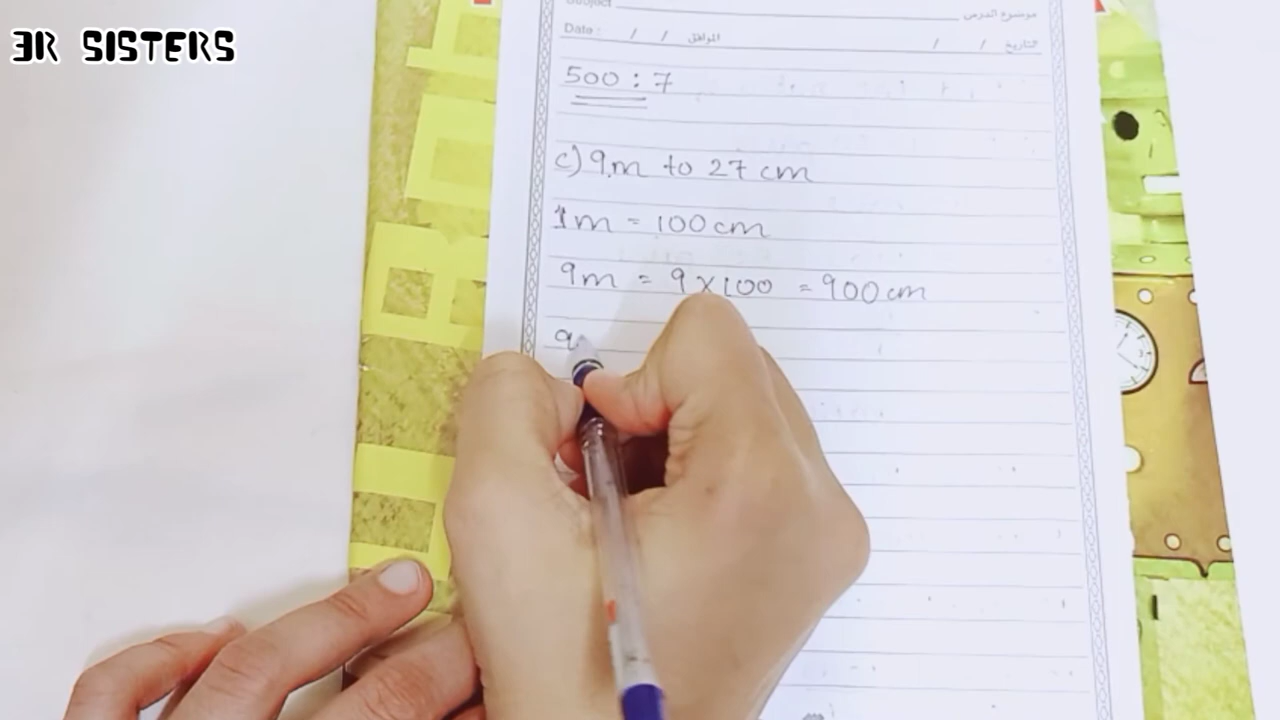 3R SISTERS
Subject موضوع الدرس
Date : / / الموافق / / التاريخ
500 : 7
c) 9m to 27 cm
1m = 100 cm
9m = 9 x 100 = 900 cm
9